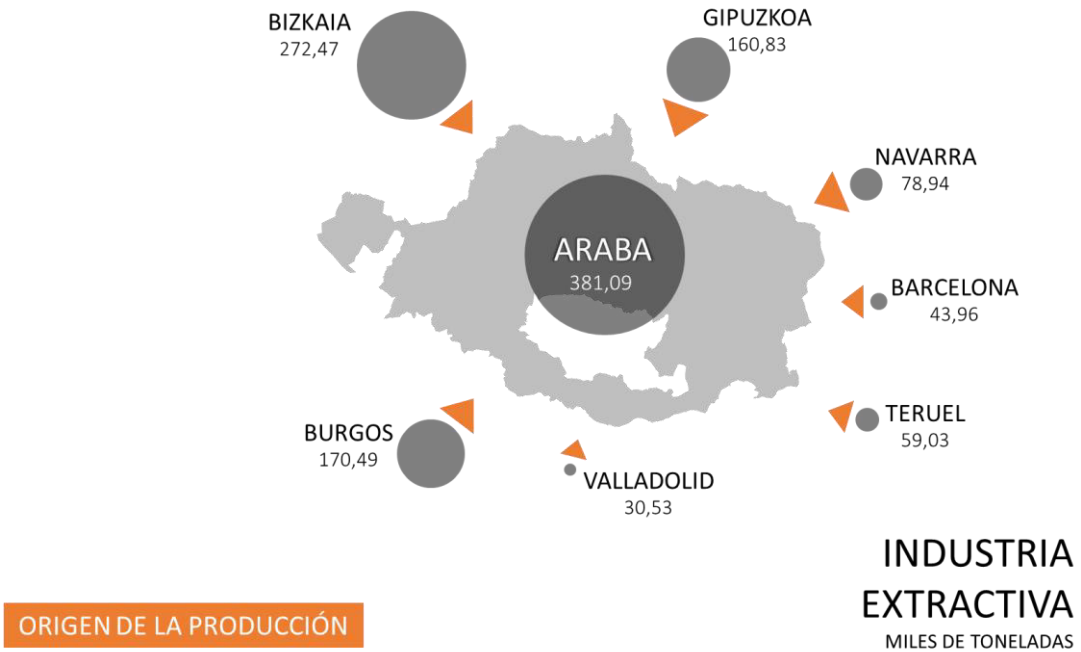 BIZKAIA
272,47
GIPUZKOA
160,83
NAVARRA
78,94
ARABA
381,09
BARCELONA
43,96
TERUEL
59,03
BURGOS
170,49
VALLADOLID
30,53
INDUSTRIA
EXTRACTIVA
MILES DE TONELADAS
ORIGEN DE LA PRODUCCIÓN